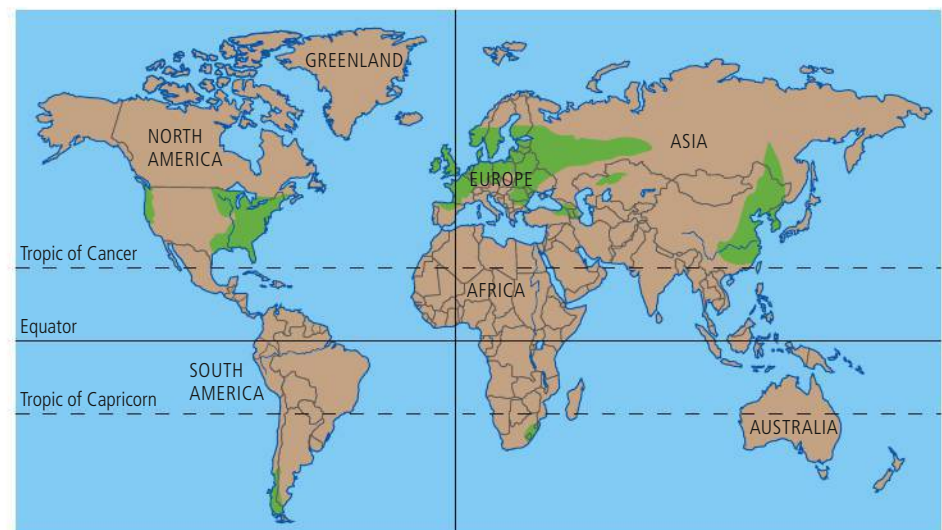 GREENLAND
NORTH
AMERICA
ASIA
EUROPE
Tropic of Cancer
AFRICA
Equator
SOUTH
AMERICA
Tropic of Capricorn
AUSTRALIA